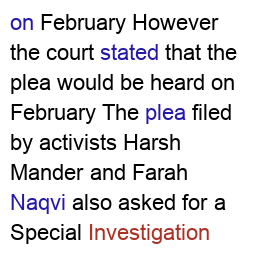 on February However
the court stated that the
plea would be heard on
February The plea filed
by activists Harsh
Mander and Farah
Naqvi also asked for a
Special Investigation